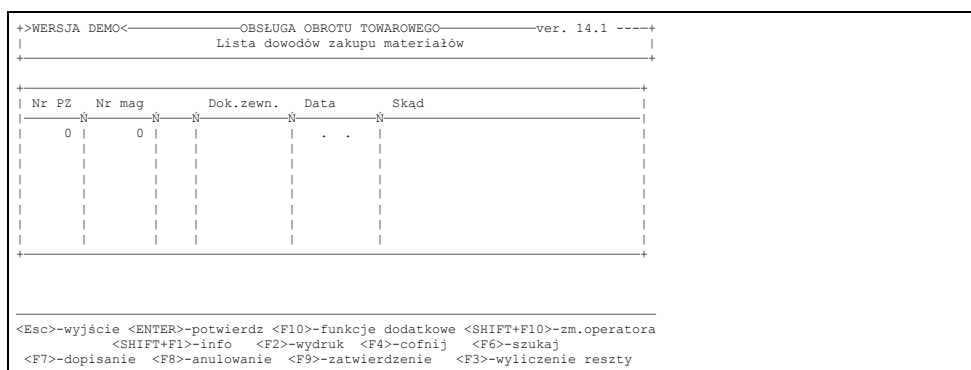 +>WERSJA DEMO<────────────OBSŁUGA OBROTU TOWAROWEGO──────────ver. 14.1 ----+
| Lista dowodów zakupu materiałów |
+──────────────────────────────+
+──────────────────────────────+
| Nr PZ Nr mag Dok.zewn. Data Skąd |
|───────Ń────────Ń────Ń───────────Ń──────────Ń──────────────────────────────|
| 0 | 0 | | | . . | |
| | | | | | |
| | | | | | |
| | | | | | |
| | | | | | |
| | | | | | |
| | | | | | |
| | | | | | |
+──────────────────────────────+
<Esc>-wyjście <ENTER>-potwierdz <F10>-funkcje dodatkowe <SHIFT+F10>-zm.operatora
<SHIFT+F1>-info <F2>-wydruk <F4>-cofnij <F6>-szukaj
<F7>-dopisanie <F8>-anulowanie <F9>-zatwierdzenie <F3>-wyliczenie reszty